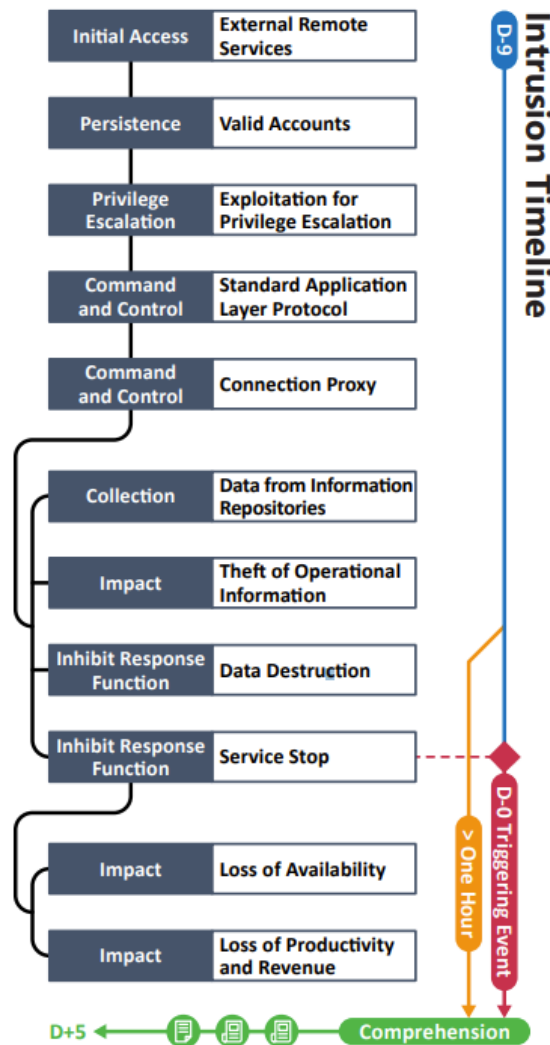 Initial Access
External Remote
Services
Persistence
Valid Accounts
Privilege
Escalation
Exploitation for
Privilege Escalation
Command
and Control
Standard Application
Layer Protocol
Command
and Control
Connection Proxy
Collection
Data from Information
Repositories
Impact
Theft of Operational
Information
Inhibit Response
Function
Data Destruction
Inhibit Response
Function
Service Stop
Impact
Loss of Availability
Impact
Loss of Productivity
and Revenue
Intrusion Timeline
D-9
D-0 Triggering Event
> One Hour
D+5
Comprehension